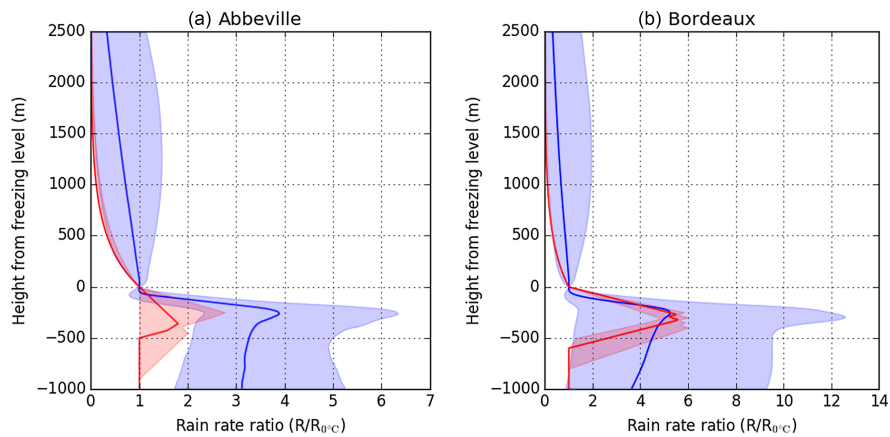 (a) Abbeville
Height from freezing level (m)
2500
2000
1500
1000
500
0
−500
−1000
0 1 2 3 4 5 6 7
Rain rate ratio (R/R0°C)
(b) Bordeaux
Height from freezing level (m)
2500
2000
1500
1000
500
0
−500
−1000
0 2 4 6 8 10 12 14
Rain rate ratio (R/R0°C)